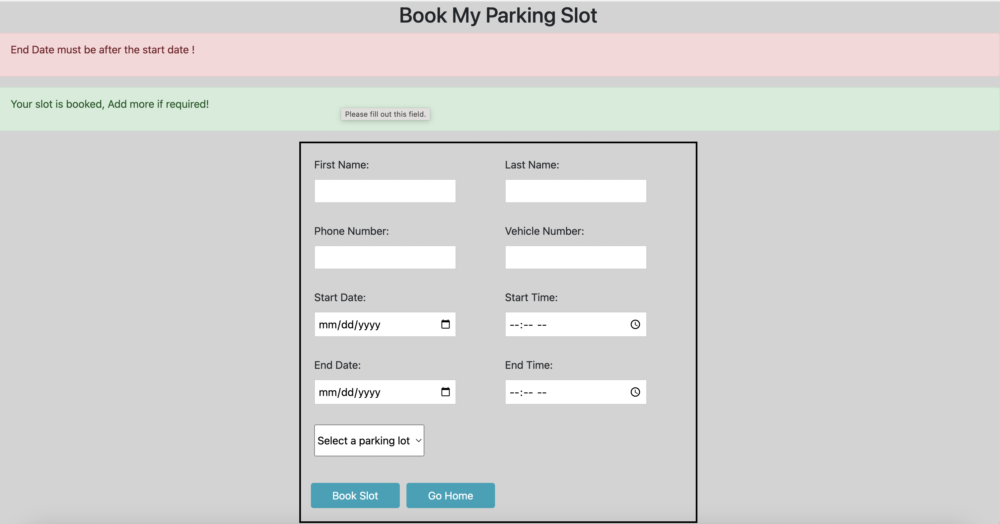 Book My Parking Slot
End Date must be after the start date !
Your slot is booked, Add more if required!
Please fill out this field.
First Name: Last Name:
Phone Number: Vehicle Number:
Start Date: Start Time:
mm/dd/yyyy --:-- --
End Date: End Time:
mm/dd/yyyy --:-- --
Select a parking lot
Book Slot Go Home